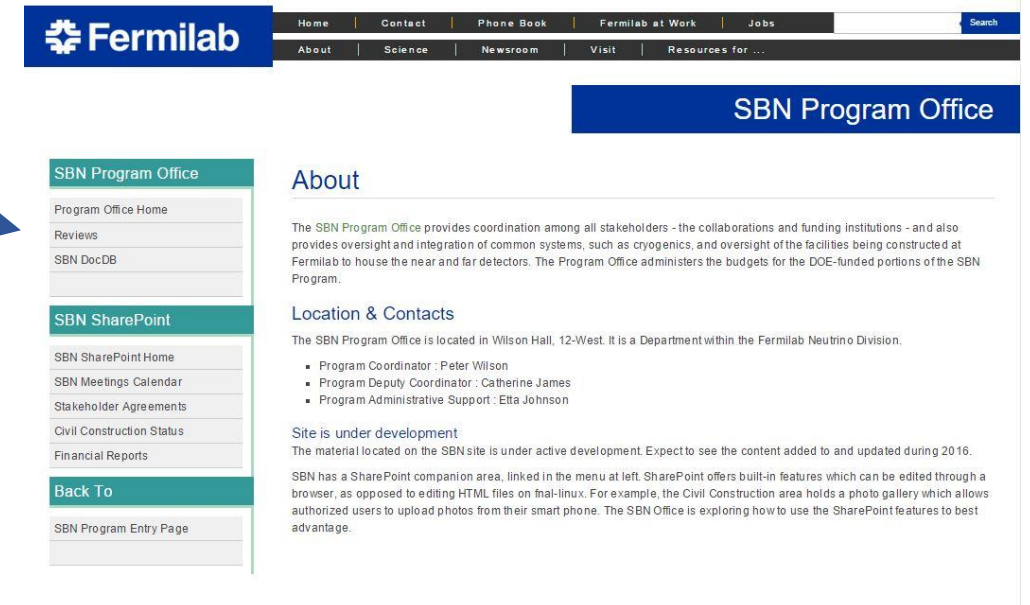 Fermilab
Home | Contact | Phone Book | Fermilab at Work | Jobs
Search
About | Science | Newsroom | Visit | Resources for ...
SBN Program Office
SBN Program Office
Program Office Home
Reviews
SBN DocDB
SBN SharePoint
SBN SharePoint Home
SBN Meetings Calendar
Stakeholder Agreements
Civil Construction Status
Financial Reports
Back To
SBN Program Entry Page
About
The SBN Program Office provides coordination among all stakeholders - the collaborations and funding institutions - and also
provides oversight and integration of common systems, such as cryogenics, and oversight of the facilities being constructed at
Fermilab to house the near and far detectors. The Program Office administers the budgets for the DOE-funded portions of the SBN
Program.
Location & Contacts
The SBN Program Office is located in Wilson Hall, 12-West. It is a Department within the Fermilab Neutrino Division.
Program Coordinator : Peter Wilson
Program Deputy Coordinator : Catherine James
Program Administrative Support : Etta Johnson
Site is under development
The material located on the SBN site is under active development. Expect to see the content added to and updated during 2016.
SBN has a SharePoint companion area, linked in the menu at left. SharePoint offers built-in features which can be edited through a
browser, as opposed to editing HTML files on fnal-linux. For example, the Civil Construction area holds a photo gallery which allows
authorized users to upload photos from their smart phone. The SBN Office is exploring how to use the SharePoint features to best
advantage.